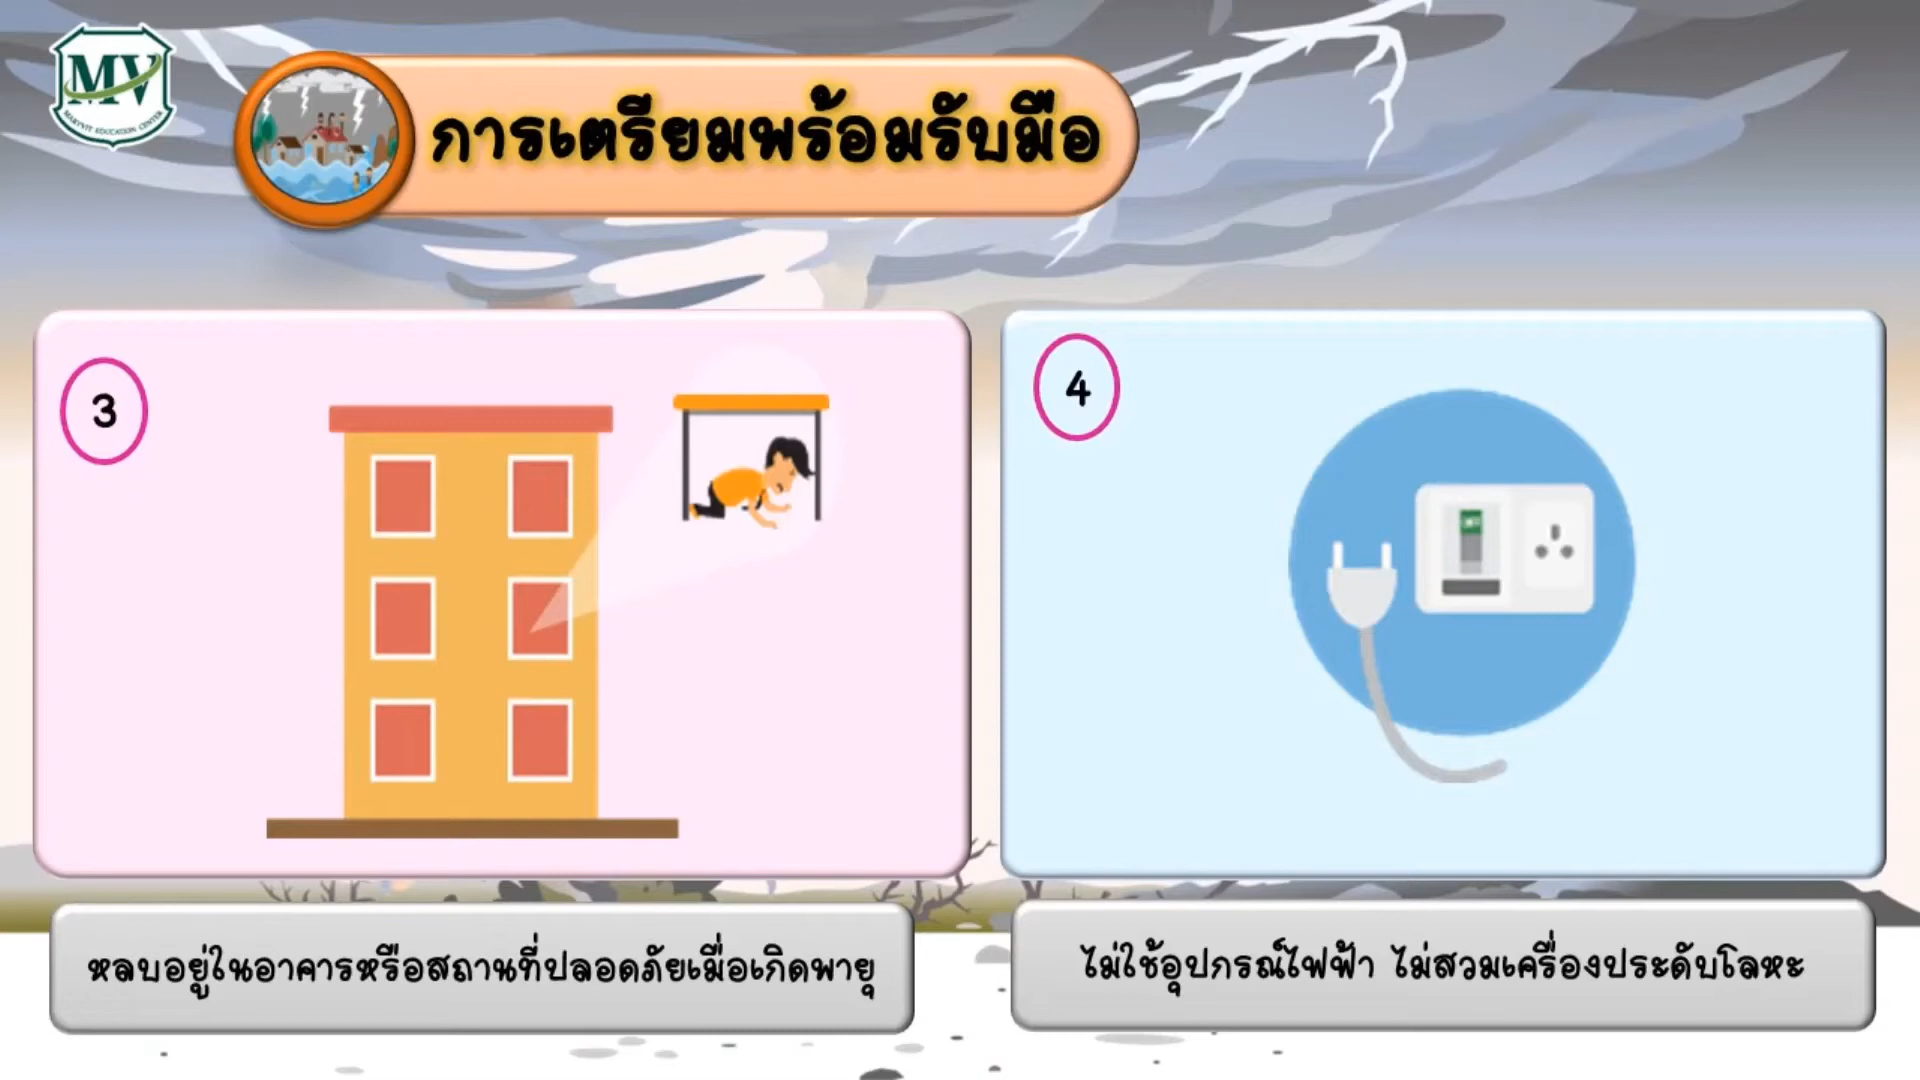 MV
MARYVIT EDUCATION CENTER
การเตรียมพร้อมรับมือ
3
4
หลบอยู่ในอาคารหรือสถานที่ปลอดภัยเมื่อเกิดพายุ
ไม่ใช้อุปกรณ์ไฟฟ้า ไม่สวมเครื่องประดับโลหะ